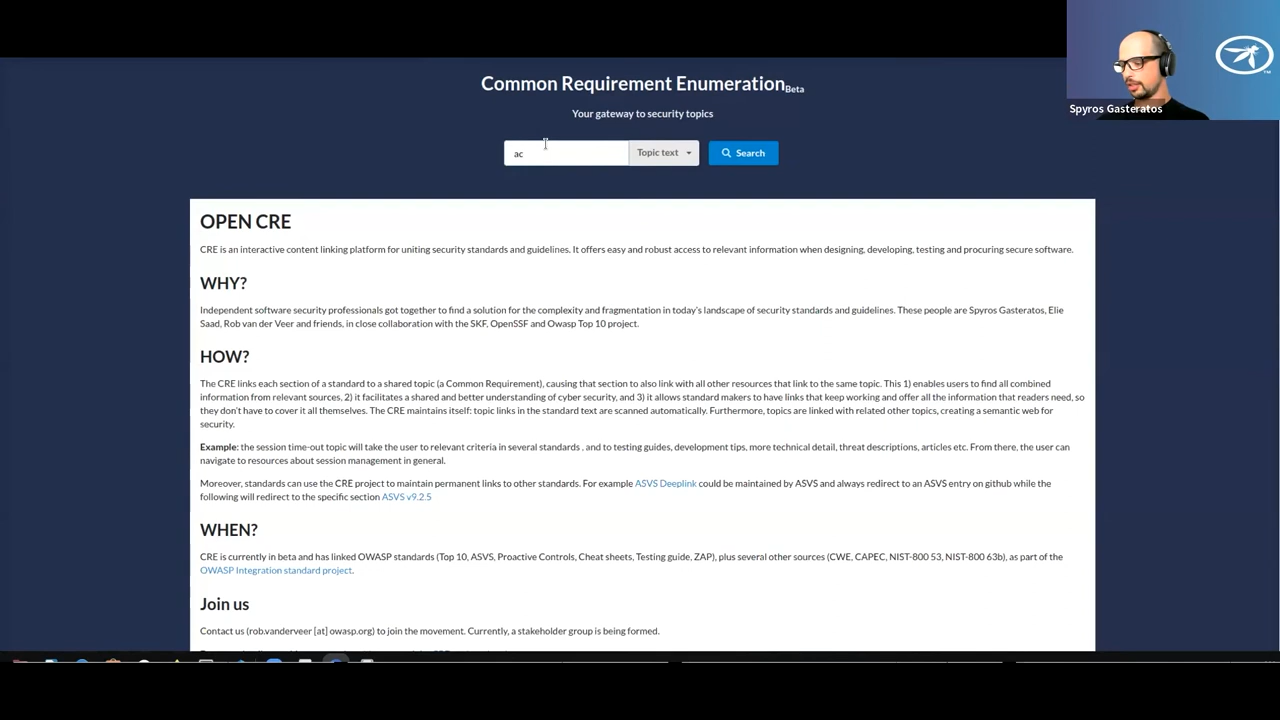 Common Requirement Enumeration Beta
Your gateway to security topics
ac
Topic text
Search
Spyros Gasteratos
OPEN CRE
CRE is an interactive content linking platform for uniting security standards and guidelines. It offers easy and robust access to relevant information when designing, developing, testing and procuring secure software.
WHY?
Independent software security professionals got together to find a solution for the complexity and fragmentation in today's landscape of security standards and guidelines. These people are Spyros Gasteratos, Elie
Saad, Rob van der Veer and friends, in close collaboration with the SKF, OpenSSF and Owasp Top 10 project.
HOW?
The CRE links each section of a standard to a shared topic (a Common Requirement), causing that section to also link with all other resources that link to the same topic. This 1) enables users to find all combined
information from relevant sources, 2) it facilitates a shared and better understanding of cyber security, and 3) it allows standard makers to have links that keep working and offer all the information that readers need, so
they don't have to cover it all themselves. The CRE maintains itself: topic links in the standard text are scanned automatically. Furthermore, topics are linked with related other topics, creating a semantic web for
security.
Example: the session time-out topic will take the user to relevant criteria in several standards , and to testing guides, development tips, more technical detail, threat descriptions, articles etc. From there, the user can
navigate to resources about session management in general.
Moreover, standards can use the CRE project to maintain permanent links to other standards. For example ASVS Deeplink could be maintained by ASVS and always redirect to an ASVS entry on github while the
following will redirect to the specific section ASVS v9.2.5
WHEN?
CRE is currently in beta and has linked OWASP standards (Top 10, ASVS, Proactive Controls, Cheat sheets, Testing guide, ZAP), plus several other sources (CWE, CAPEC, NIST-800 53, NIST-800 63b), as part of the
OWASP Integration standard project.
Join us
Contact us (rob.vanderveer [at] owasp.org) to join the movement. Currently, a stakeholder group is being formed.